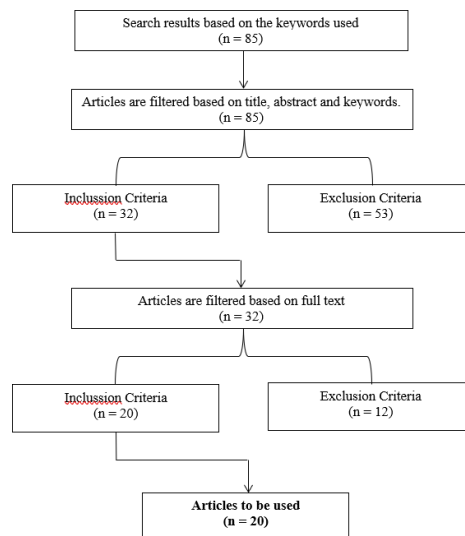 Search results based on the keywords used
(n = 85)
Articles are filtered based on title, abstract and keywords.
(n = 85)
Inclussion Criteria
(n = 32)
Exclusion Criteria
(n = 53)
Articles are filtered based on full text
(n = 32)
Inclussion Criteria
(n = 20)
Exclusion Criteria
(n = 12)
Articles to be used
(n = 20)